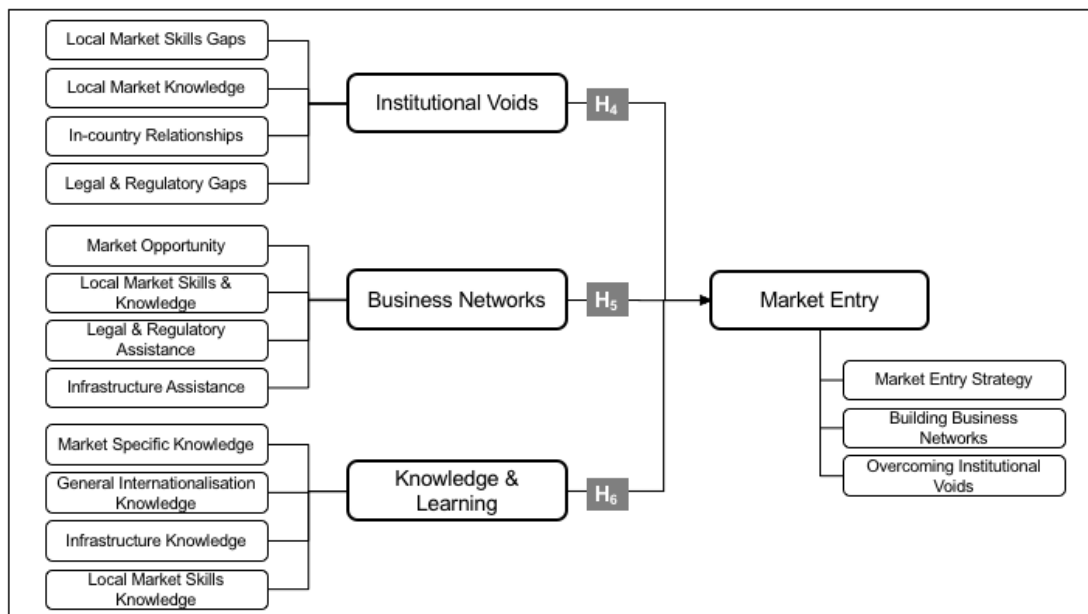 Local Market Skills Gaps
Local Market Knowledge
In-country Relationships
Legal & Regulatory Gaps
Institutional Voids
H₄
Market Opportunity
Local Market Skills &
Knowledge
Legal & Regulatory
Assistance
Infrastructure Assistance
Business Networks
H₅
Market Specific Knowledge
General Internationalisation
Knowledge
Infrastructure Knowledge
Local Market Skills
Knowledge
Knowledge &
Learning
H₆
Market Entry
Market Entry Strategy
Building Business
Networks
Overcoming Institutional
Voids